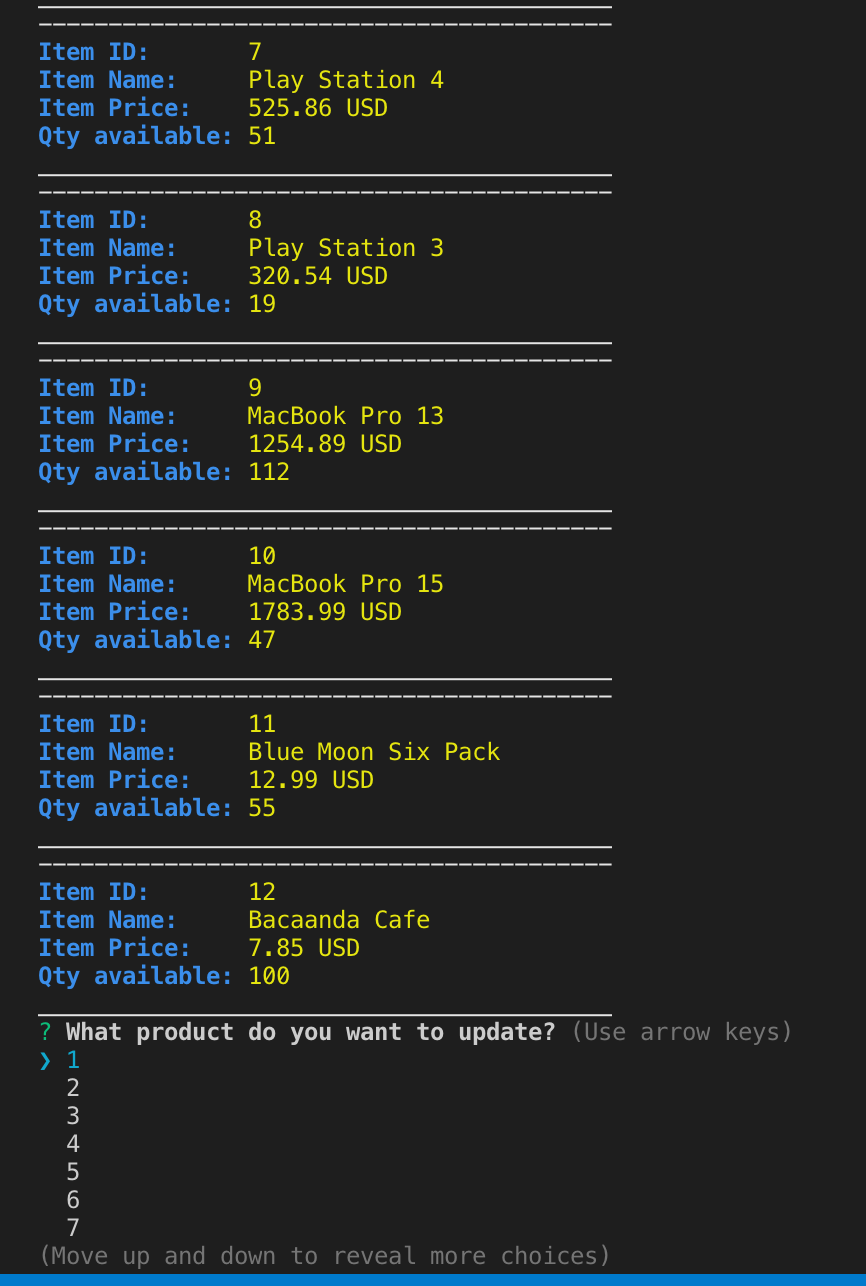 Item ID: 7
Item Name: Play Station 4
Item Price: 525.86 USD
Qty available: 51
Item ID: 8
Item Name: Play Station 3
Item Price: 320.54 USD
Qty available: 19
Item ID: 9
Item Name: MacBook Pro 13
Item Price: 1254.89 USD
Qty available: 112
Item ID: 10
Item Name: MacBook Pro 15
Item Price: 1783.99 USD
Qty available: 47
Item ID: 11
Item Name: Blue Moon Six Pack
Item Price: 12.99 USD
Qty available: 55
Item ID: 12
Item Name: Bacaanda Cafe
Item Price: 7.85 USD
Qty available: 100
? What product do you want to update? (Use arrow keys)
❯ 1
2
3
4
5
6
7
(Move up and down to reveal more choices)